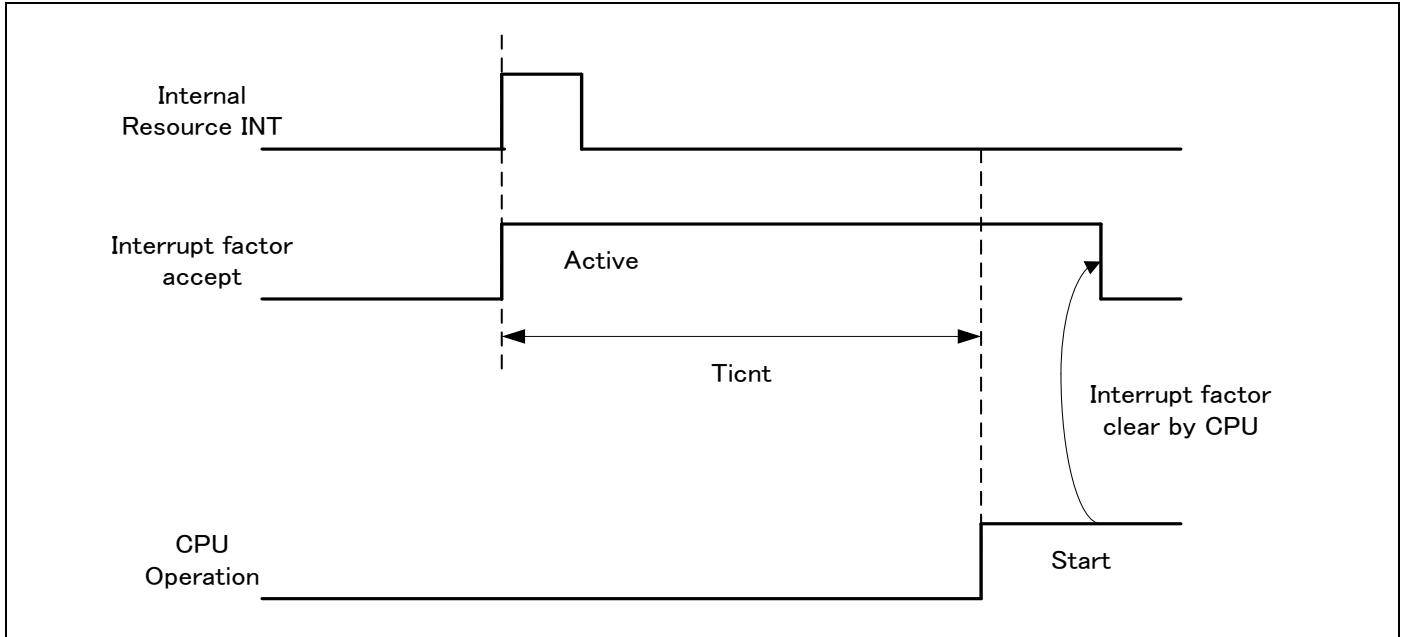 Internal
Resource INT
Interrupt factor
accept
Active
Ticnt
Interrupt factor
clear by CPU
CPU
Operation
Start